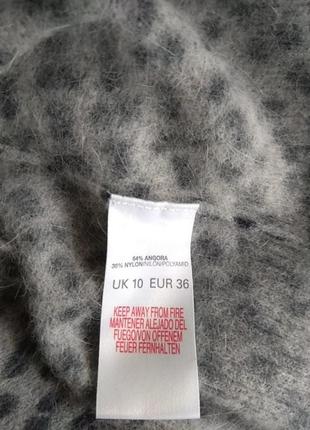 64% ANGORA
36% NYLON/NILÓN/POLYAMID
UK 10 EUR 36
KEEP AWAY FROM FIRE
MANTENER ALEJADO DEL
FUEGO/VON OFFENEM
FEUER FERNHALTEN